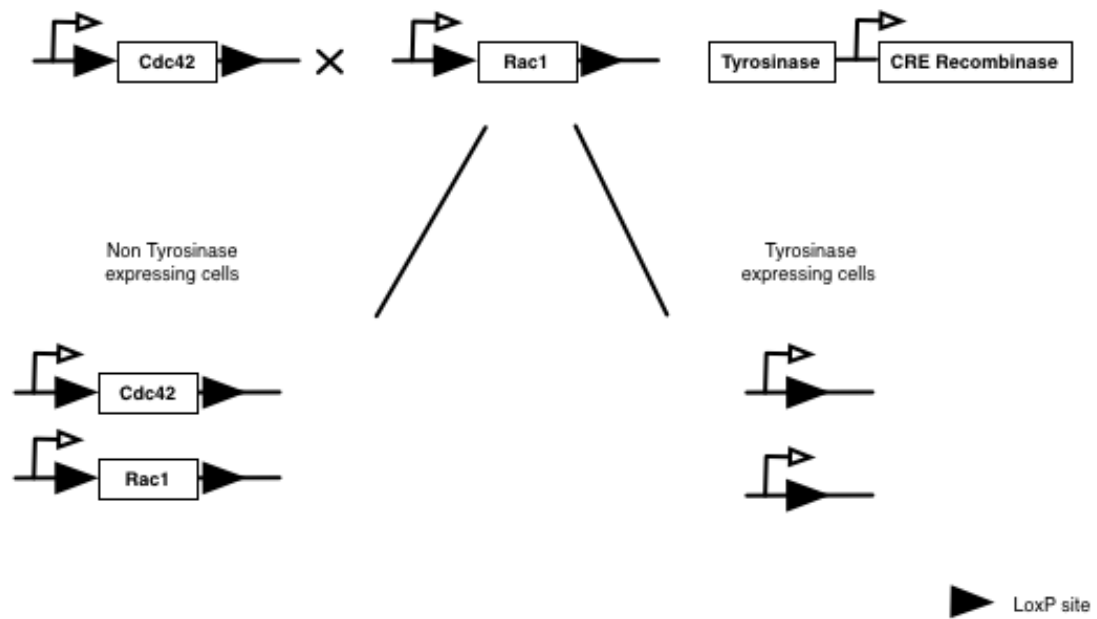 Cdc42
Rac1
Tyrosinase
CRE Recombinase
Non Tyrosinase
expressing cells
Tyrosinase
expressing cells
Cdc42
Rac1
LoxP site